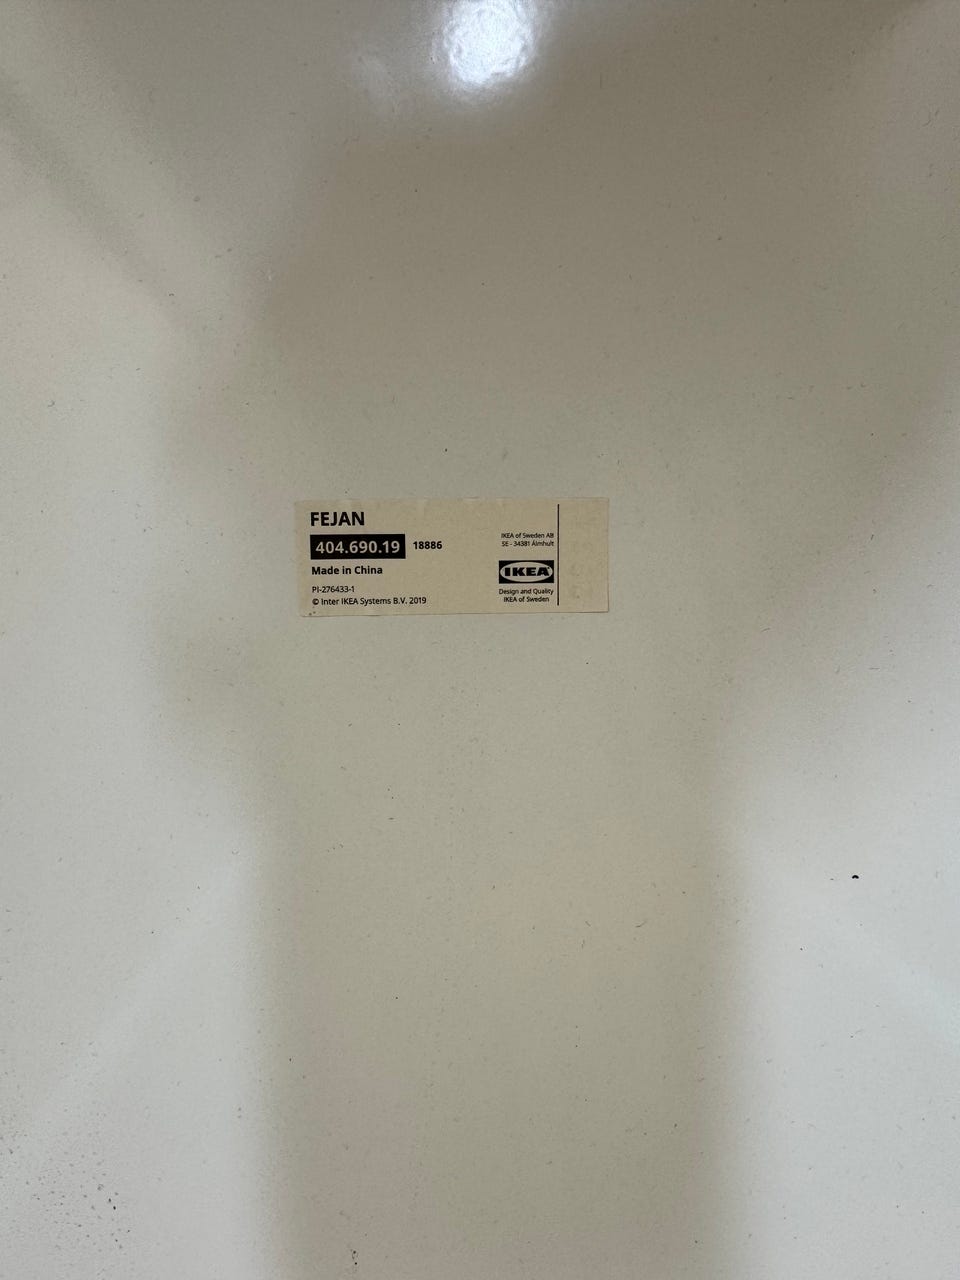 FEJAN
404.690.19 18886
Made in China
PI-276433-1
© Inter IKEA Systems B.V. 2019
IKEA of Sweden AB
SE - 34381 Älmhult
IKEA
Design and Quality
IKEA of Sweden